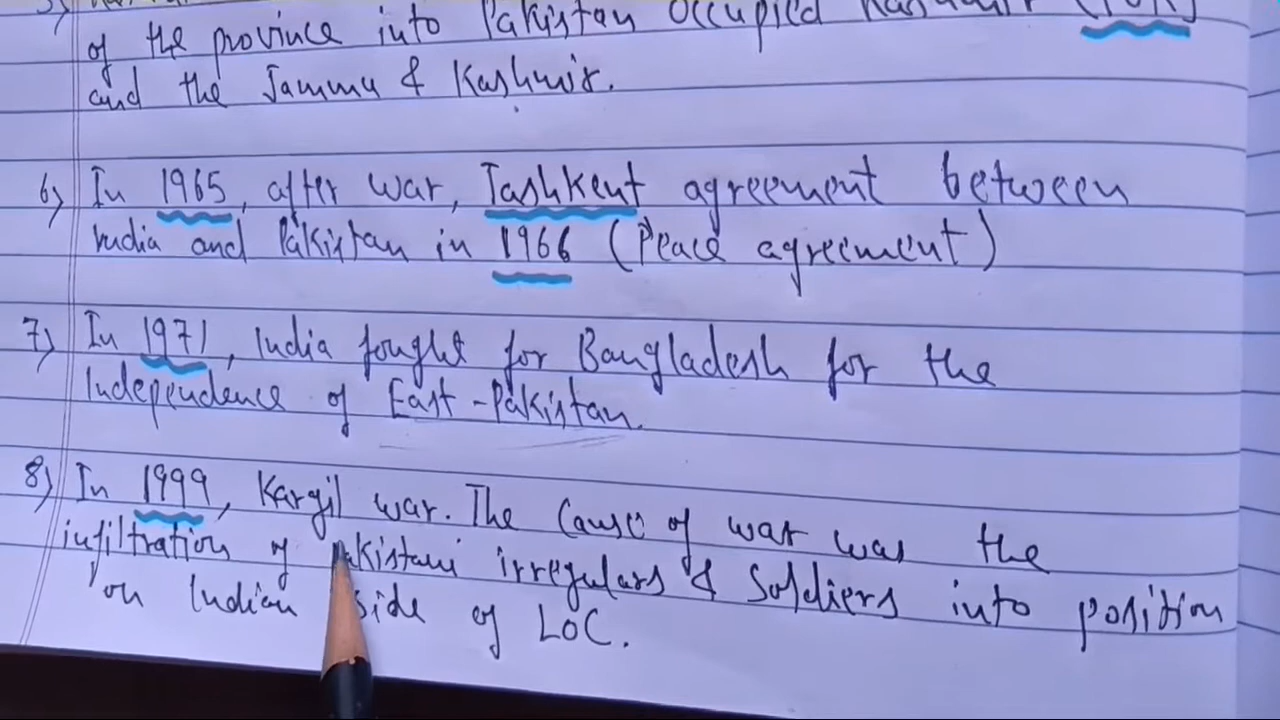 of the province into Pakistan Occupied Kashmir (POK)
and the Jammu & Kashmir.
6) In 1965, after war, Tashkent agreement between
India and Pakistan in 1966 (Peace agreement)
7) In 1971, India fought for Bangladesh for the
Independence of East-Pakistan.
8) In 1999, Kargil war. The Cause of war was the
infiltration of Pakistani irregulars & Soldiers into position
on Indian side of LOC.